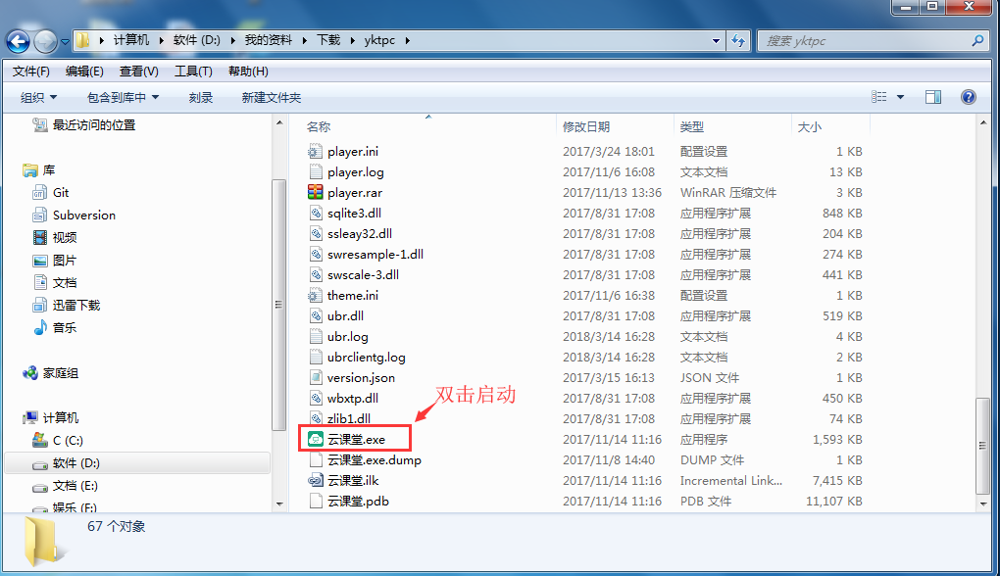 计算机 软件 (D:) 我的资料 下载 yktpc
搜索 yktpc
文件(F) 编辑(E) 查看(V) 工具(T) 帮助(H)
组织 包含到库中 刻录 新建文件夹
最近访问的位置
库
Git
Subversion
视频
图片
文档
迅雷下载
音乐
家庭组
计算机
C (C:)
软件 (D:)
文档 (E:)
娱乐 (F:)
名称 修改日期 类型 大小
player.ini 2017/3/24 18:01 配置设置 1 KB
player.log 2017/11/6 16:08 文本文档 13 KB
player.rar 2017/11/13 13:36 WinRAR 压缩文件 3 KB
sqlite3.dll 2017/8/31 17:08 应用程序扩展 848 KB
ssleay32.dll 2017/8/31 17:08 应用程序扩展 204 KB
swresample-1.dll 2017/8/31 17:08 应用程序扩展 274 KB
swscale-3.dll 2017/8/31 17:08 应用程序扩展 441 KB
theme.ini 2017/11/6 16:38 配置设置 1 KB
ubr.dll 2017/8/31 17:08 应用程序扩展 519 KB
ubr.log 2018/3/14 16:28 文本文档 4 KB
ubrclientg.log 2018/3/14 16:28 文本文档 2 KB
version.json 2017/3/15 16:13 JSON 文件 1 KB
wbxtp.dll 2017/8/31 17:08 应用程序扩展 450 KB
双击启动
zlib1.dll 2017/8/31 17:08 应用程序扩展 74 KB
云课堂.exe 2017/11/14 11:16 应用程序 1,593 KB
云课堂.exe.dump 2017/11/8 14:40 DUMP 文件 1 KB
云课堂.ilk 2017/11/14 11:16 Incremental Link... 7,415 KB
云课堂.pdb 2017/11/14 11:16 PDB 文件 11,107 KB
67 个对象